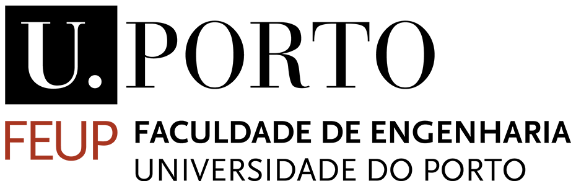 U. PORTO
FEUP FACULDADE DE ENGENHARIA
UNIVERSIDADE DO PORTO